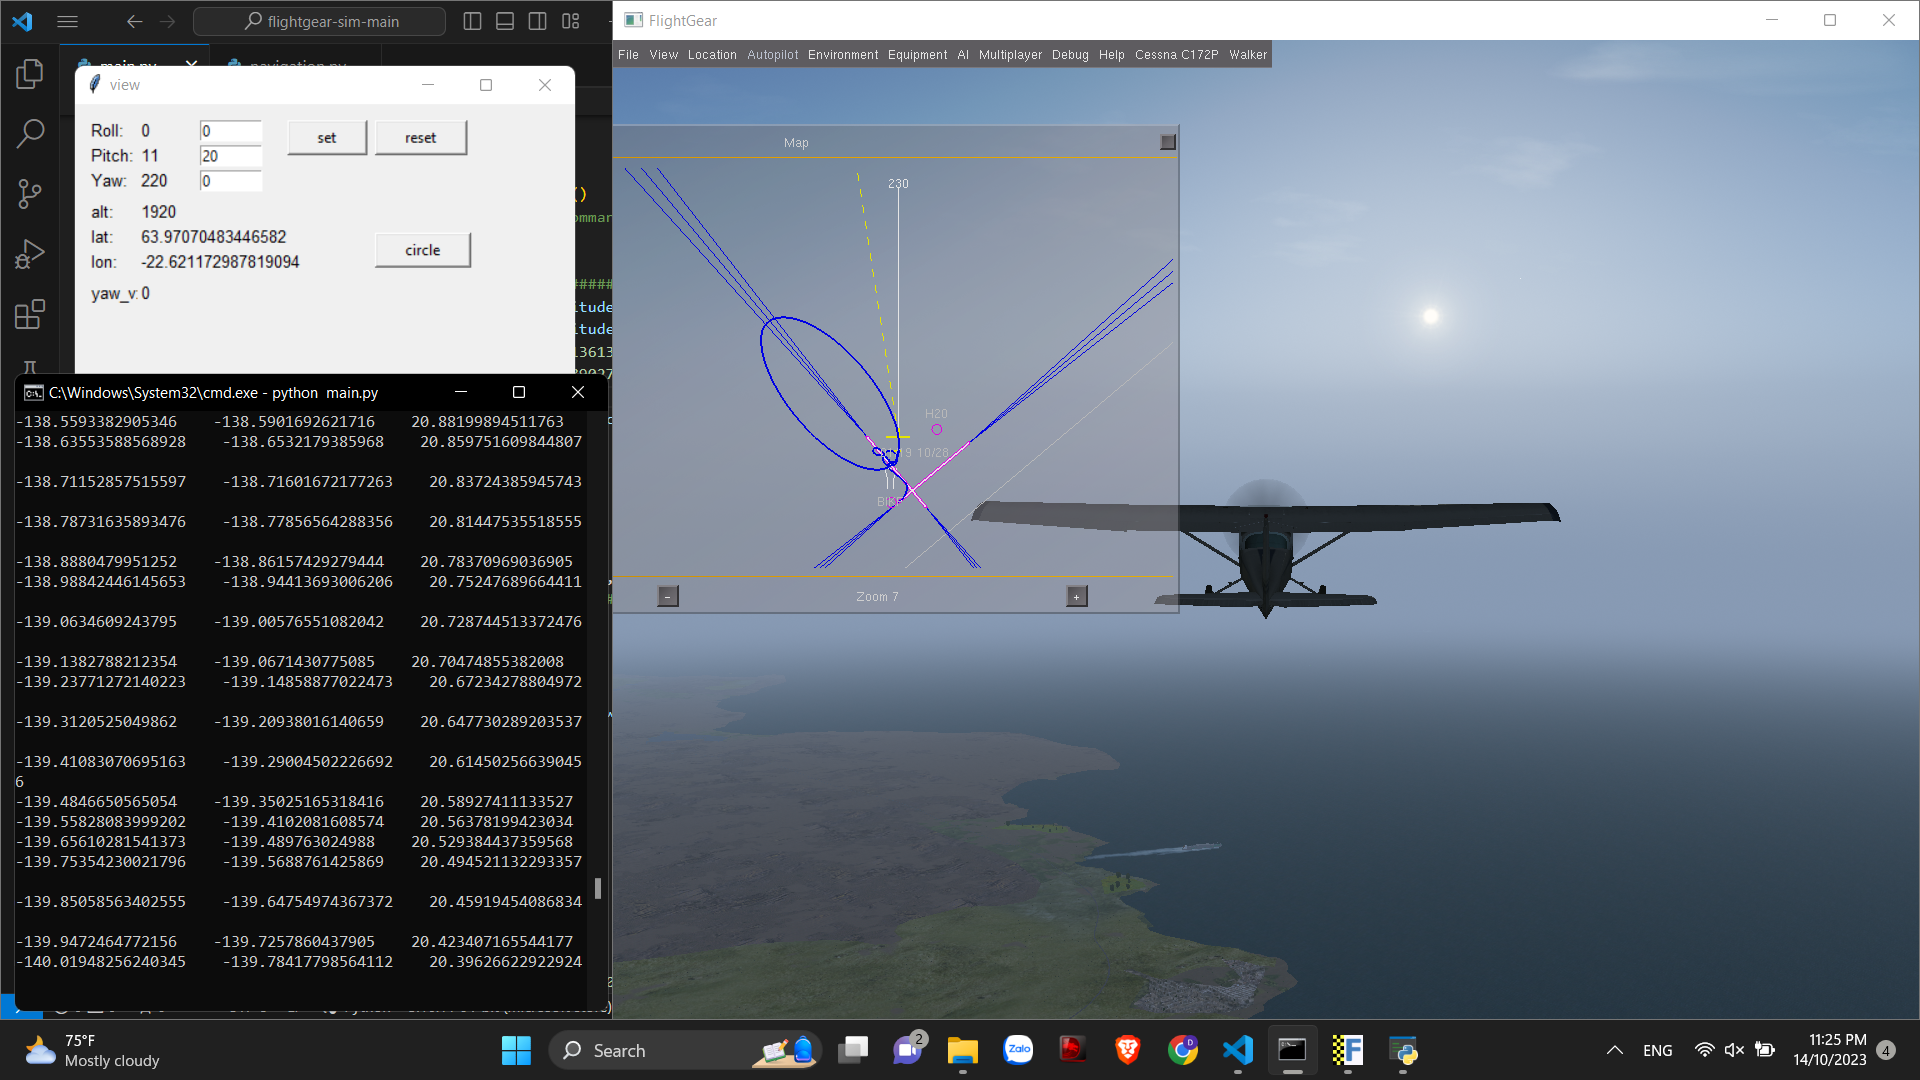 flightgear-sim-main
main.py
navigation.py
view
Roll: 0 0 set reset
Pitch: 11 20
Yaw: 220 0
alt: 1920
lat: 63.97070483446582
lon: -22.621172987819094
circle
yaw_v: 0
C:\Windows\System32\cmd.exe - python main.py
-138.5593382905346 -138.5901692621716 20.88199894511763
-138.63553588568928 -138.6532179385968 20.859751609844807
-138.71152857515597 -138.71601672177263 20.83724385945743
-138.78731635893476 -138.77856564288356 20.81447535518555
-138.8880479951252 -138.86157429279444 20.78370969036905
-138.98842446145653 -138.94413693006206 20.75247689664411
-139.0634609243795 -139.00576551082042 20.728744513372476
-139.1382788212354 -139.0671430775085 20.70474855382008
-139.23771272140223 -139.14858877022473 20.67234278804972
-139.3120525049862 -139.20938016140659 20.647730289203537
-139.41083070695163 -139.29004502226692 20.61450256639045
6
-139.4846650565054 -139.35025165318416 20.58927411133527
-139.55828083999202 -139.4102081608574 20.56378199423034
-139.65610281541373 -139.489763024988 20.529384437359568
-139.75354230021796 -139.5688761425869 20.494521132293357
-139.85058563402555 -139.64754974367372 20.45919454086834
-139.9472464772156 -139.7257860437905 20.423407165544177
-140.01948256240345 -139.78417798564112 20.39626622922924
FlightGear
File View Location Autopilot Environment Equipment AI Multiplayer Debug Help Cessna C172P Walker
Map
230
H20
10/28
- Zoom 7 +
75°F
Mostly cloudy
Search
2
Zalo
D
ENG
11:25 PM
14/10/2023
4